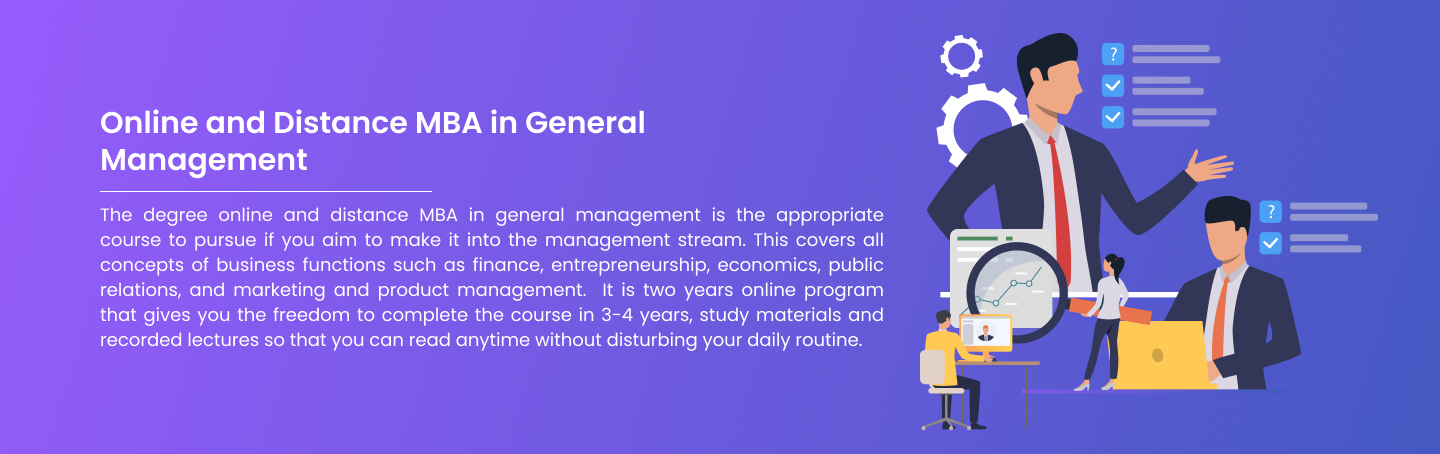 Online and Distance MBA in General
Management
The degree online and distance MBA in general management is the appropriate
course to pursue if you aim to make it into the management stream. This covers all
concepts of business functions such as finance, entrepreneurship, economics, public
relations, and marketing and product management.  It is two years online program
that gives you the freedom to complete the course in 3-4 years, study materials and
recorded lectures so that you can read anytime without disturbing your daily routine.
?
?